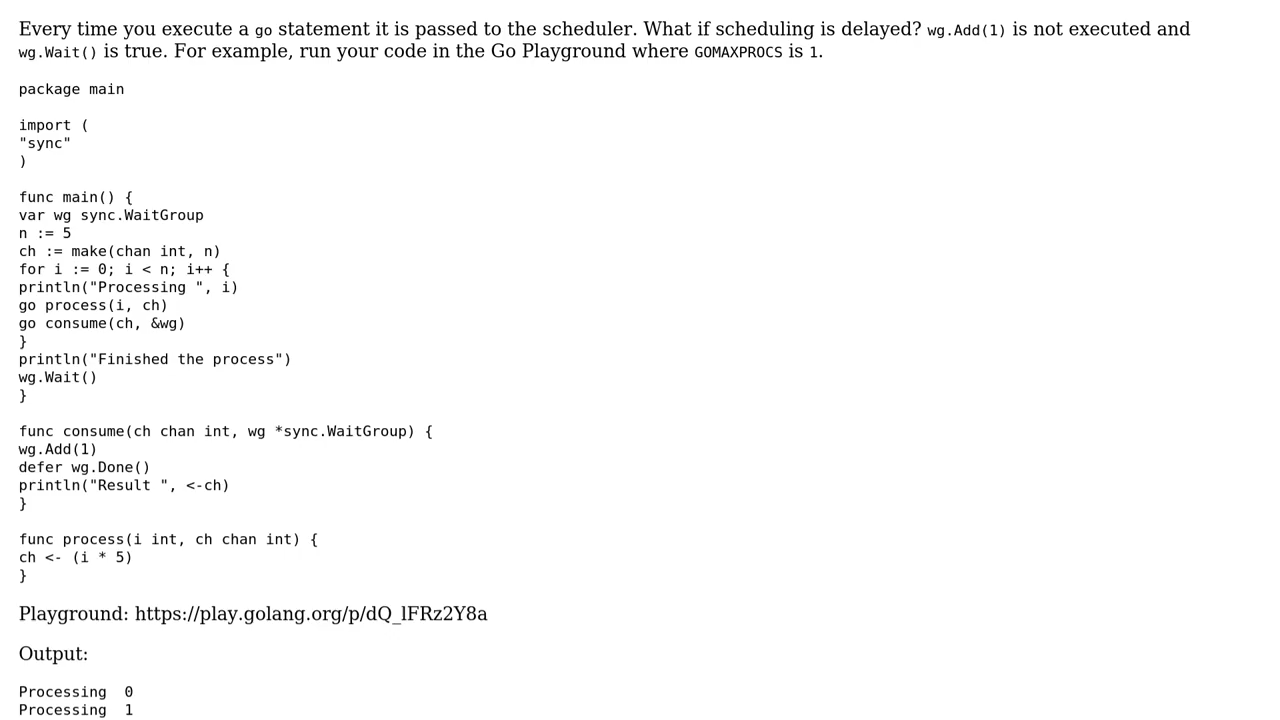 Every time you execute a go statement it is passed to the scheduler. What if scheduling is delayed? wg.Add(1) is not executed and
wg.Wait() is true. For example, run your code in the Go Playground where GOMAXPROCS is 1.
package main
import (
"sync"
)
func main() {
var wg sync.WaitGroup
n := 5
ch := make(chan int, n)
for i := 0; i < n; i++ {
println("Processing ", i)
go process(i, ch)
go consume(ch, &wg)
}
println("Finished the process")
wg.Wait()
}
func consume(ch chan int, wg *sync.WaitGroup) {
wg.Add(1)
defer wg.Done()
println("Result ", <-ch)
}
func process(i int, ch chan int) {
ch <- (i * 5)
}
Playground: https://play.golang.org/p/dQ_lFRz2Y8a
Output:
Processing  0
Processing  1